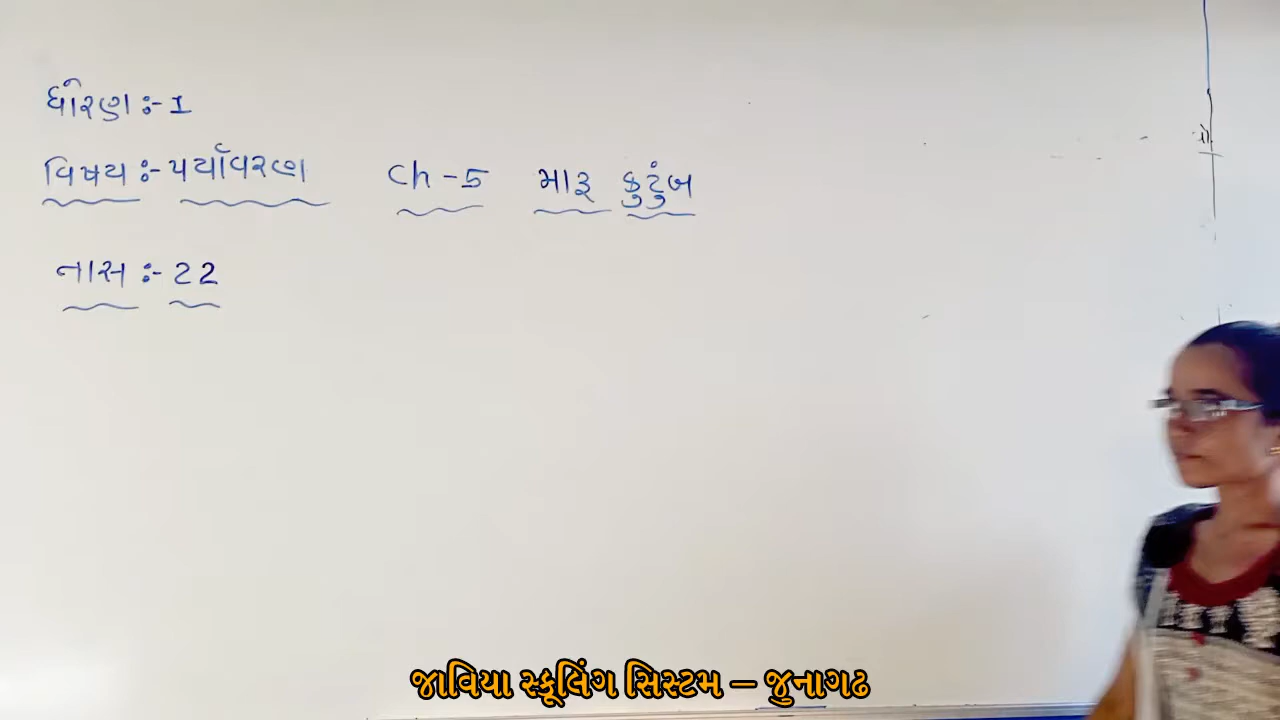 ધોરણ :- 1
વિષય :- પર્યાવરણ Ch - 5 મારૂ કુટુંબ
તાસ :- 22
જાવિયા સ્કૂલિંગ સિસ્ટમ – જુનાગઢ